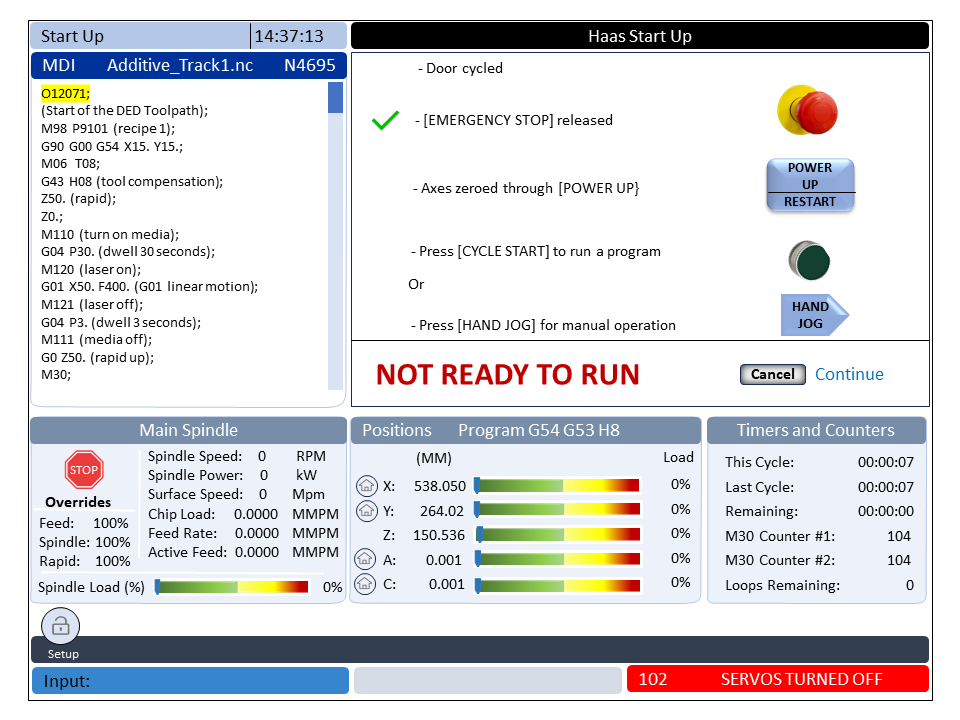 Start Up 14:37:13
MDI Additive_Track1.nc N4695
O12071;
(Start of the DED Toolpath);
M98 P9101 (recipe 1);
G90 G00 G54 X15. Y15.;
M06 T08;
G43 H08 (tool compensation);
Z50. (rapid);
Z0.;
M110 (turn on media);
G04 P30. (dwell 30 seconds);
M120 (laser on);
G01 X50. F400. (G01 linear motion);
M121 (laser off);
G04 P3. (dwell 3 seconds);
M111 (media off);
G0 Z50. (rapid up);
M30;
Haas Start Up
- Door cycled
- [EMERGENCY STOP] released
- Axes zeroed through [POWER UP}
POWER
UP
RESTART
- Press [CYCLE START] to run a program
Or
- Press [HAND JOG] for manual operation
HAND
JOG
NOT READY TO RUN Cancel Continue
Main Spindle
STOP
Overrides
Feed: 100%
Spindle: 100%
Rapid: 100%
Spindle Speed: 0 RPM
Spindle Power: 0 kW
Surface Speed: 0 Mpm
Chip Load: 0.0000 MMPM
Feed Rate: 0.0000 MMPM
Active Feed: 0.0000 MMPM
Spindle Load (%) 0%
Positions Program G54 G53 H8
(MM) Load
X: 538.050 0%
Y: 264.02 0%
Z: 150.536 0%
A: 0.001 0%
C: 0.001 0%
Timers and Counters
This Cycle: 00:00:07
Last Cycle: 00:00:07
Remaining: 00:00:00
M30 Counter #1: 104
M30 Counter #2: 104
Loops Remaining: 0
Setup
Input:
102 SERVOS TURNED OFF